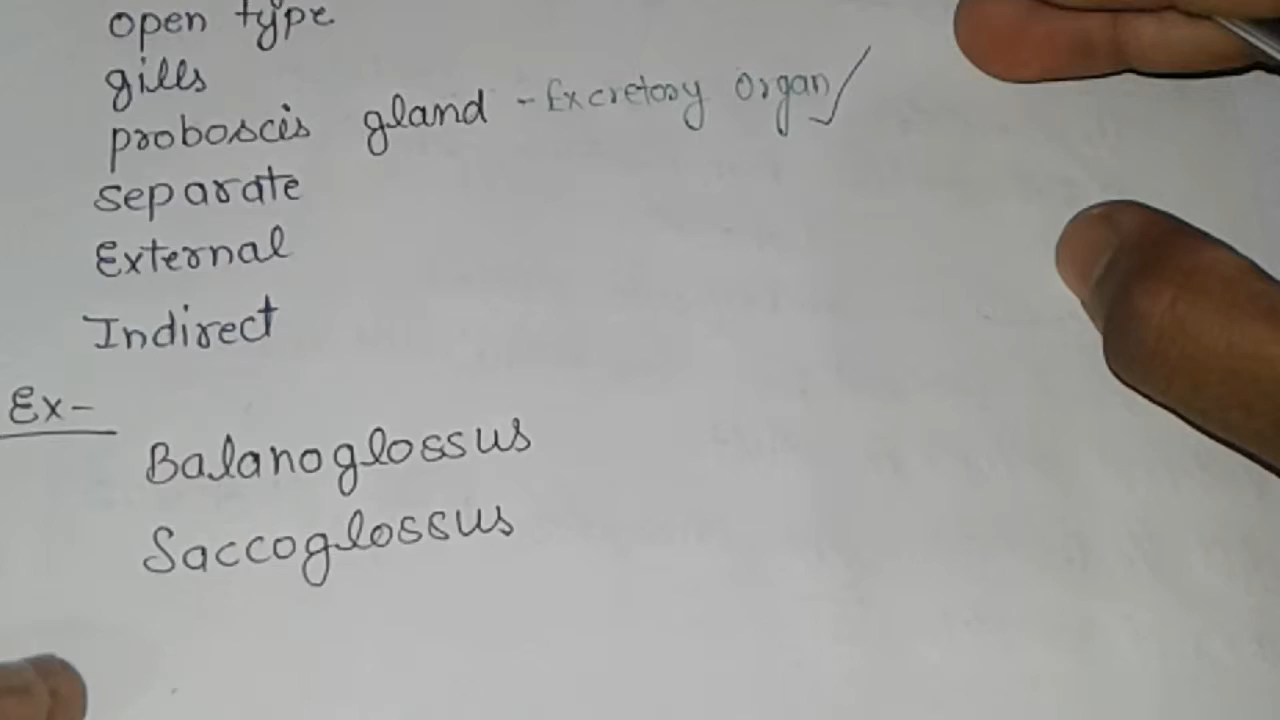 open type
gills
proboscis gland - Excretory organ
separate
External
Indirect
Ex-
Balanoglossus
Saccoglossus